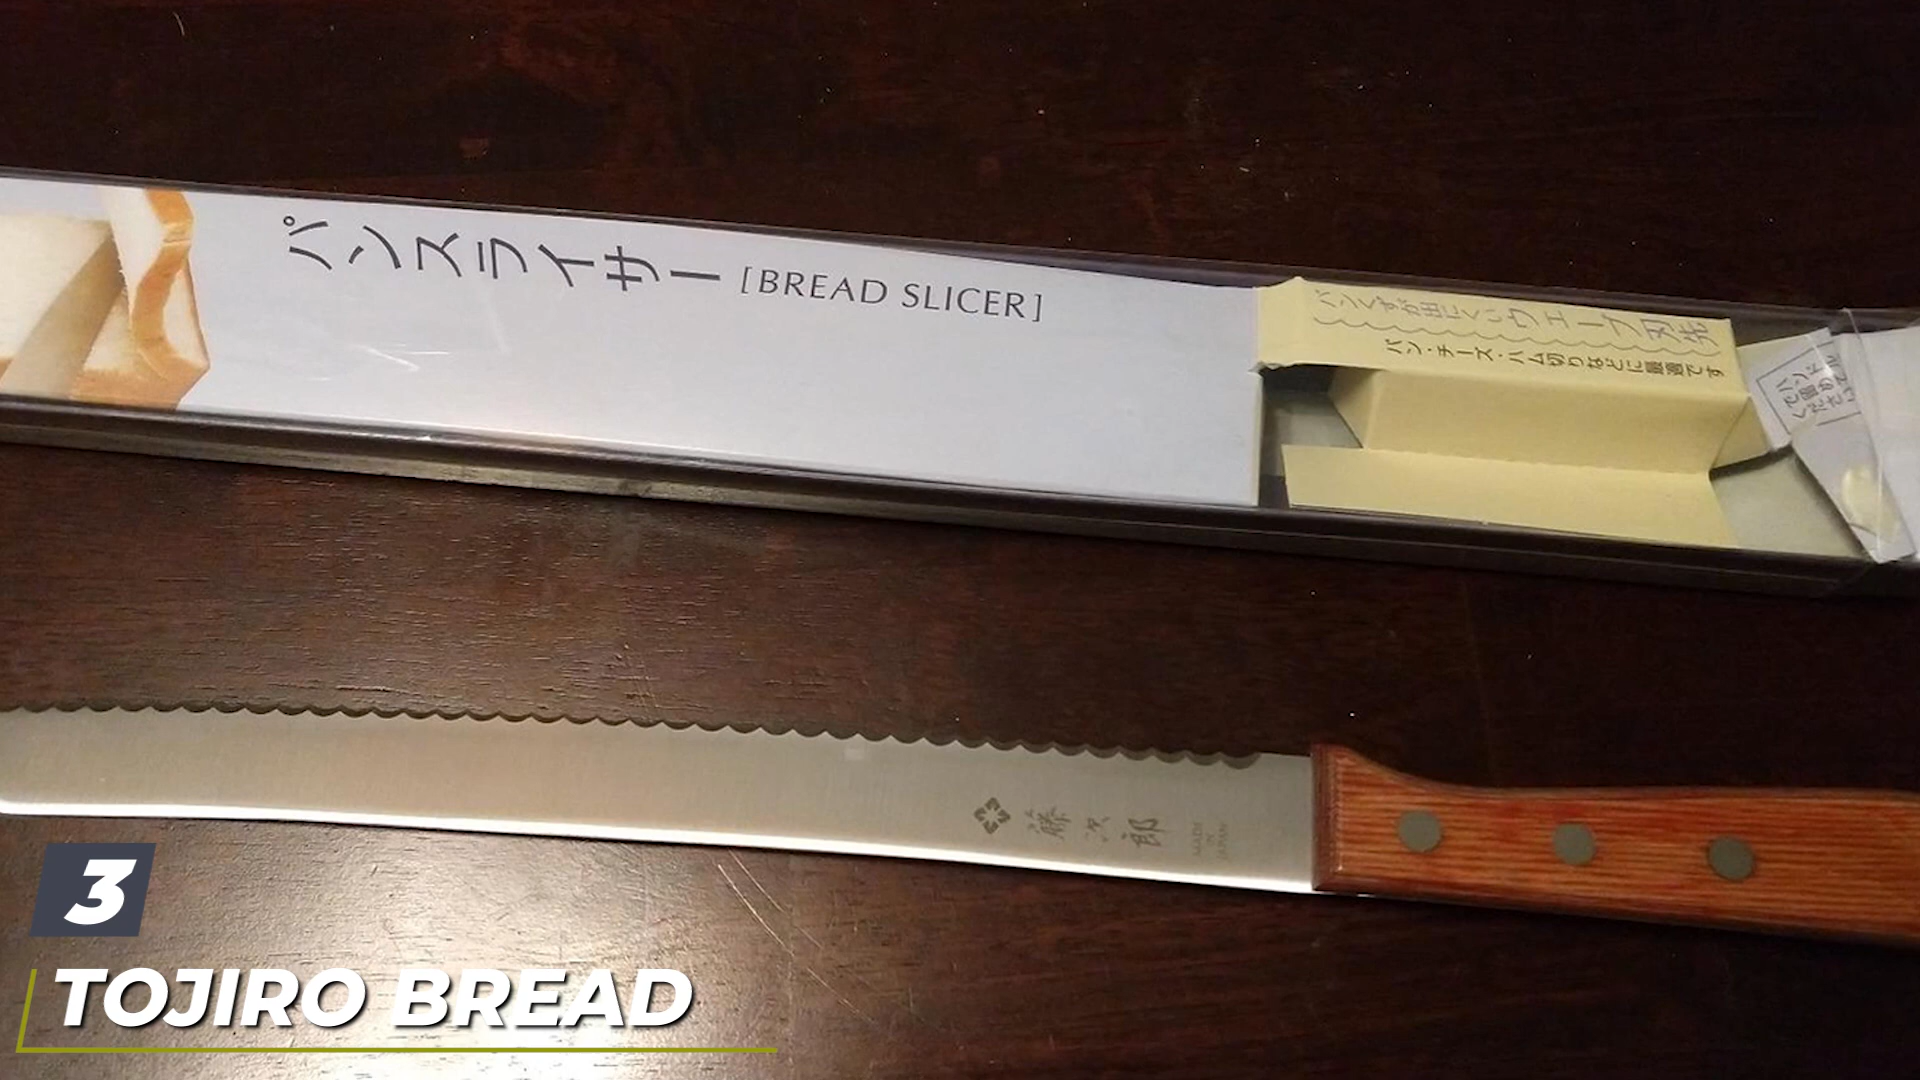 パンスライサー [BREAD SLICER]
パンくずが出にくいウェーブ刃先
パン・チーズ・ハム切りなどに最適です
藤次郎
MADE
IN
JAPAN
3
TOJIRO BREAD